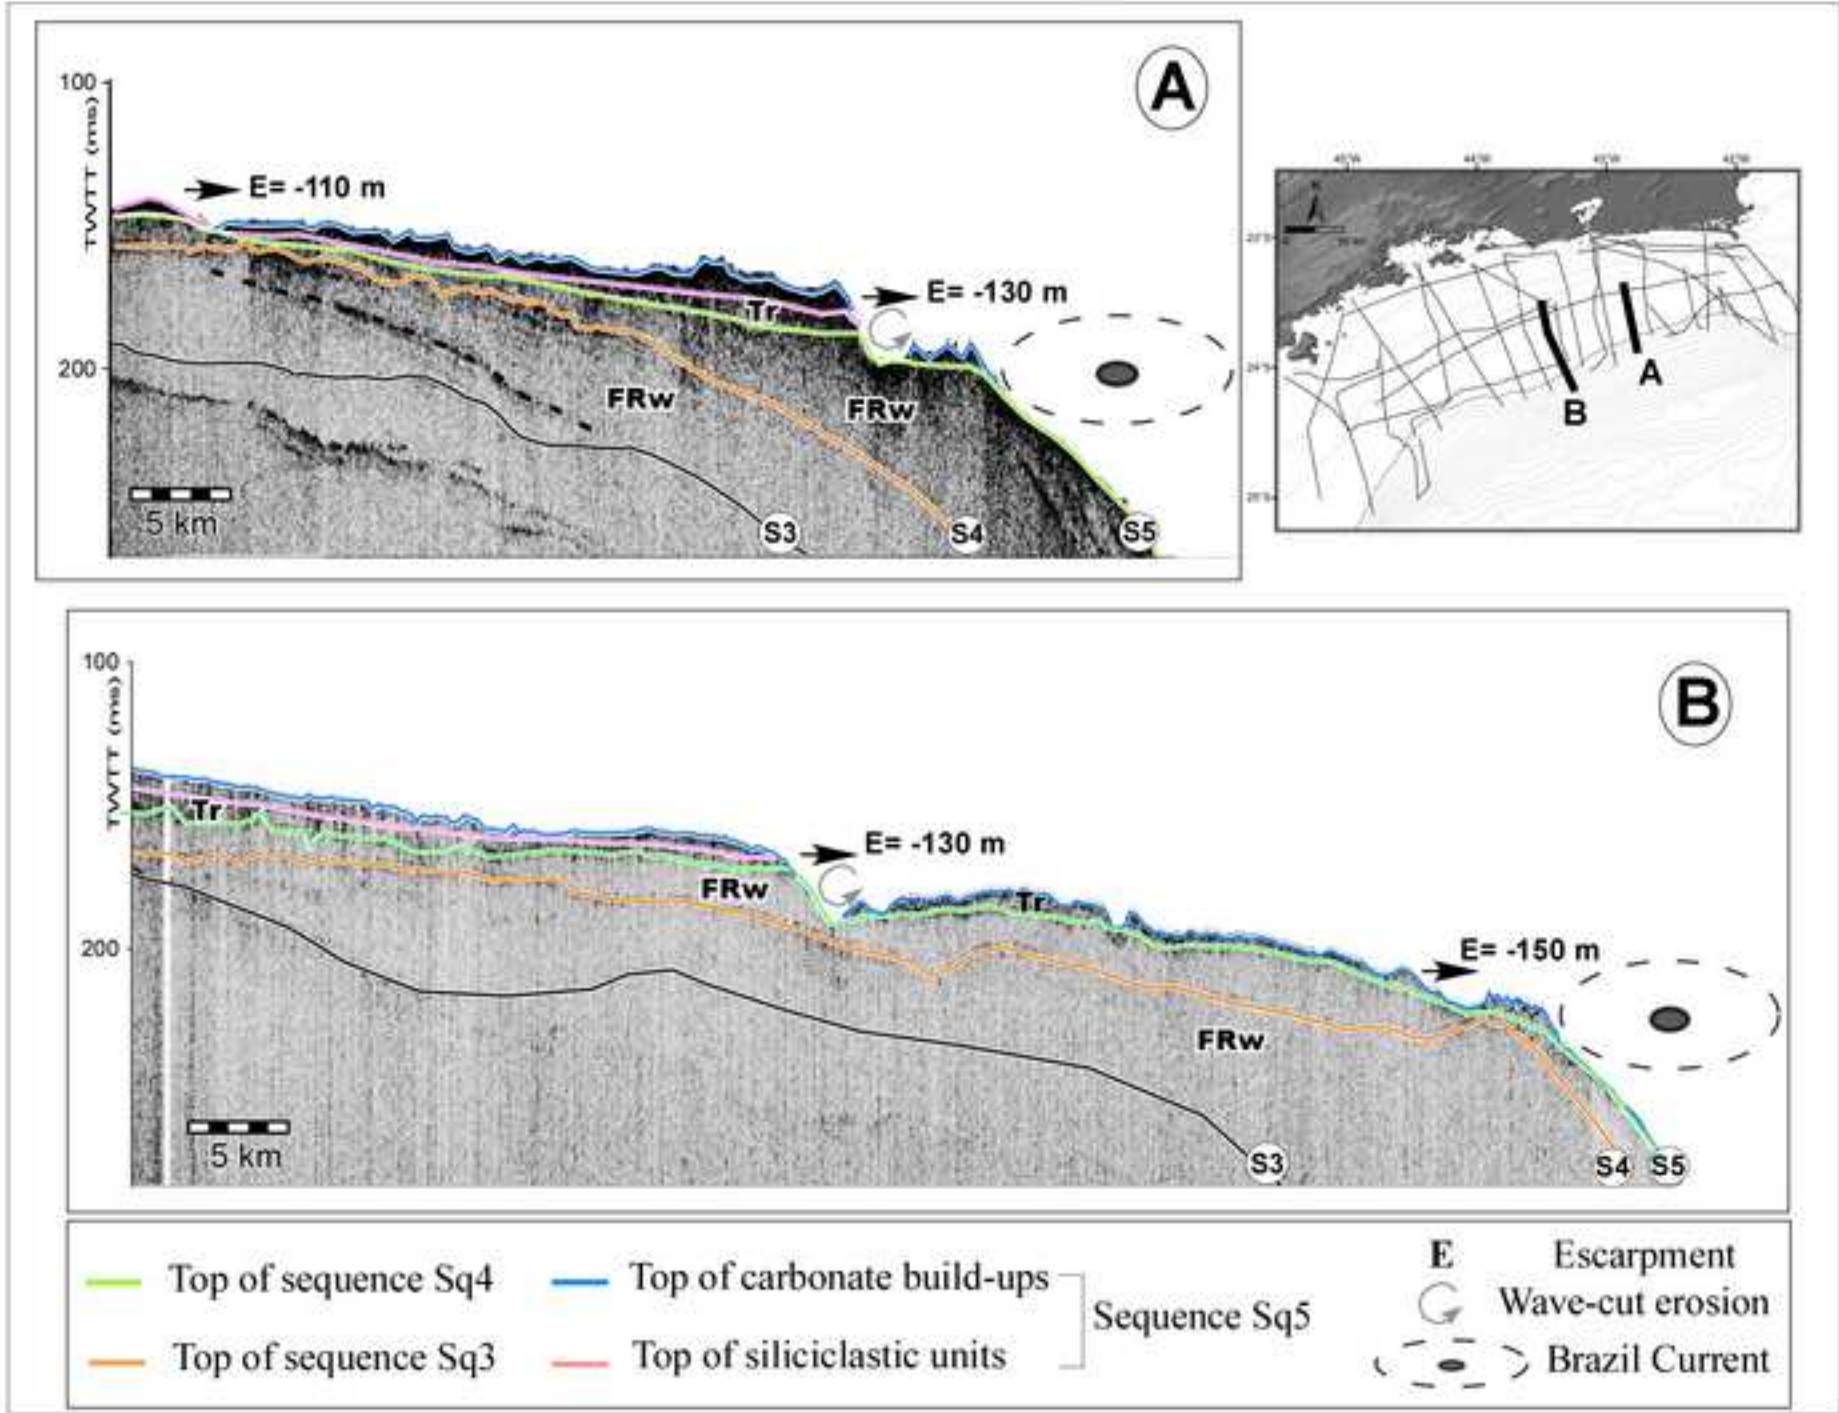 A
100
TWTT (ms)
E= -110 m
E= -130 m
Tr
200
FRw
FRw
5 km
S3
S4
S5
44°W
A
B
B
100
TWTT (ms)
Tr
E= -130 m
FRw
Tr
200
E= -150 m
FRw
5 km
S3
S4
S5
Top of sequence Sq4
Top of carbonate build-ups
Top of sequence Sq3
Top of siliciclastic units
Sequence Sq5
E Escarpment
Wave-cut erosion
Brazil Current